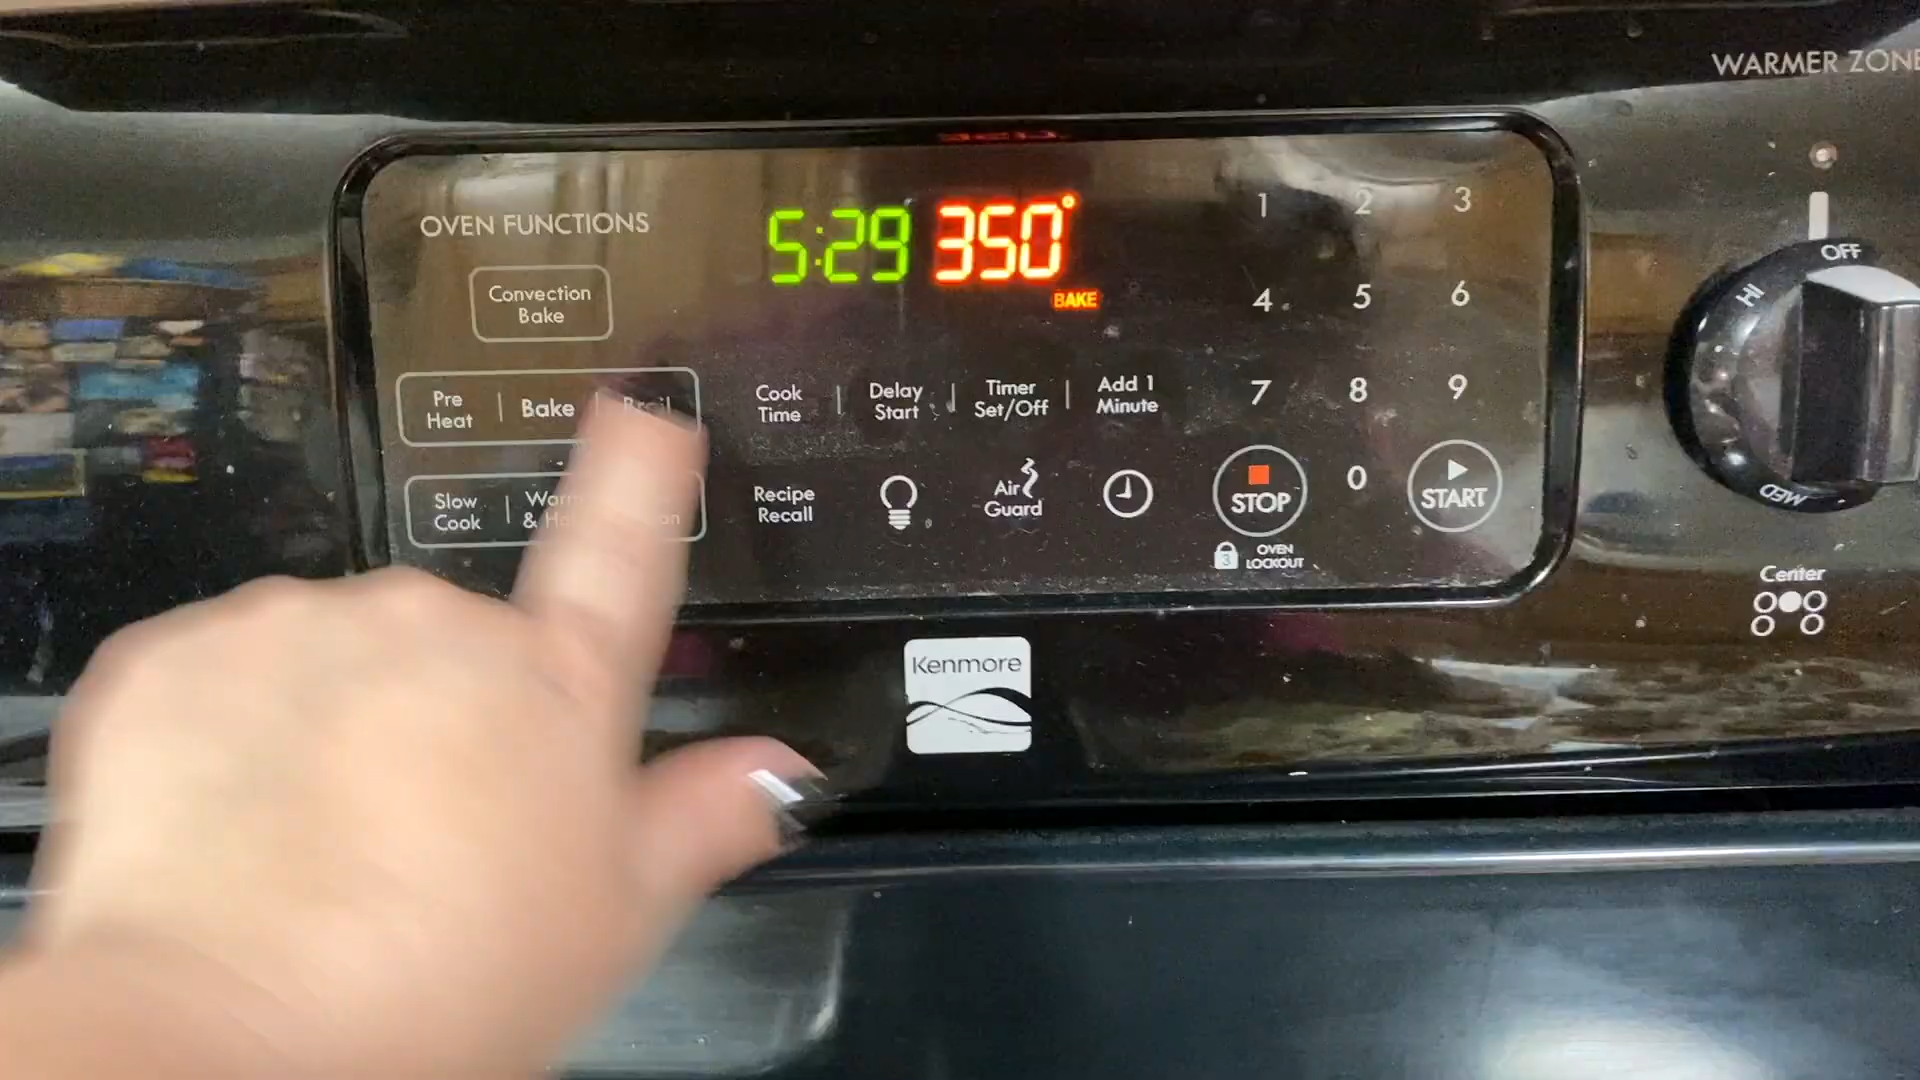 WARMER ZONE
OVEN FUNCTIONS
5:29 350°
BAKE
1 2 3
Convection
Bake
4 5 6
Pre
Heat
Bake
Cook
Time
Delay
Start
Timer
Set/Off
Add 1
Minute
7 8 9
Slow
Cook
Recipe
Recall
Air
Guard
STOP
0
START
3
OVEN
LOCKOUT
OFF
HI
MED
Center
Kenmore